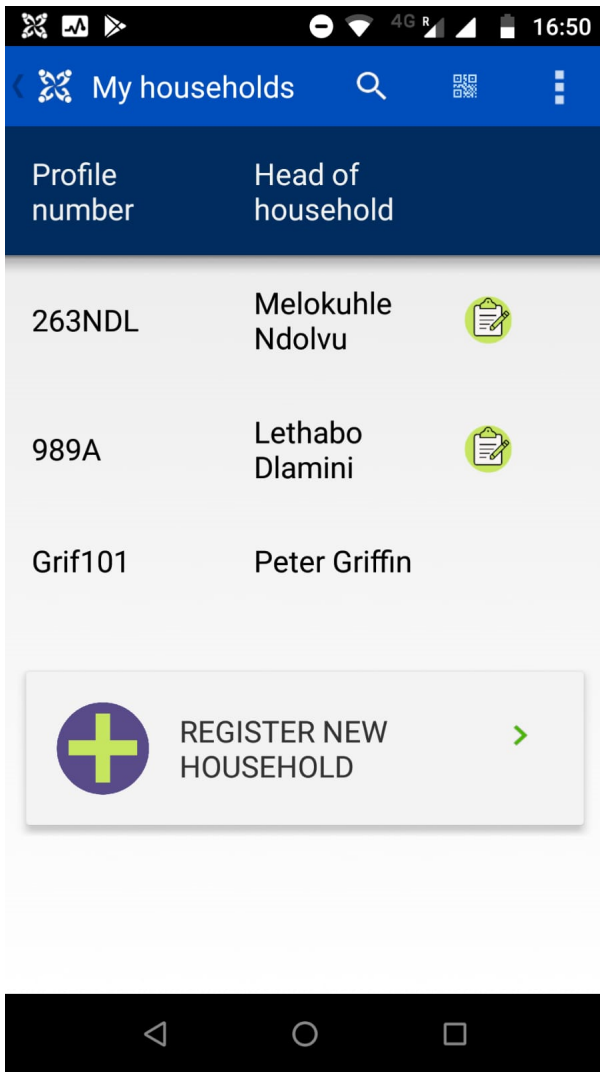 4G R 16:50
My households
Profile number
Head of household
263NDL
Melokuhle Ndolvu
989A
Lethabo Dlamini
Grif101
Peter Griffin
REGISTER NEW
HOUSEHOLD